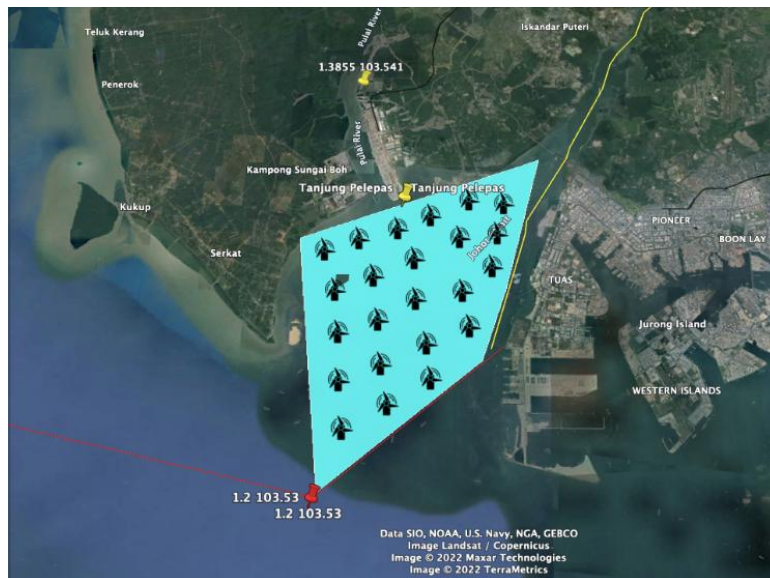 Teluk Kerang
Iskandar Puteri
Pulai River
1.3855 103.541
Penerok
Pulai River
Kampong Sungai Boh
Tanjung Pelepas
Tanjung Pelepas
Kukup
PIONEER
BOON LAY
Serkat
TUAS
Jurong Island
WESTERN ISLANDS
1.2 103.53
1.2 103.53
Data SIO, NOAA, U.S. Navy, NGA, GEBCO
Image Landsat / Copernicus
Image © 2022 Maxar Technologies
Image © 2022 TerraMetrics